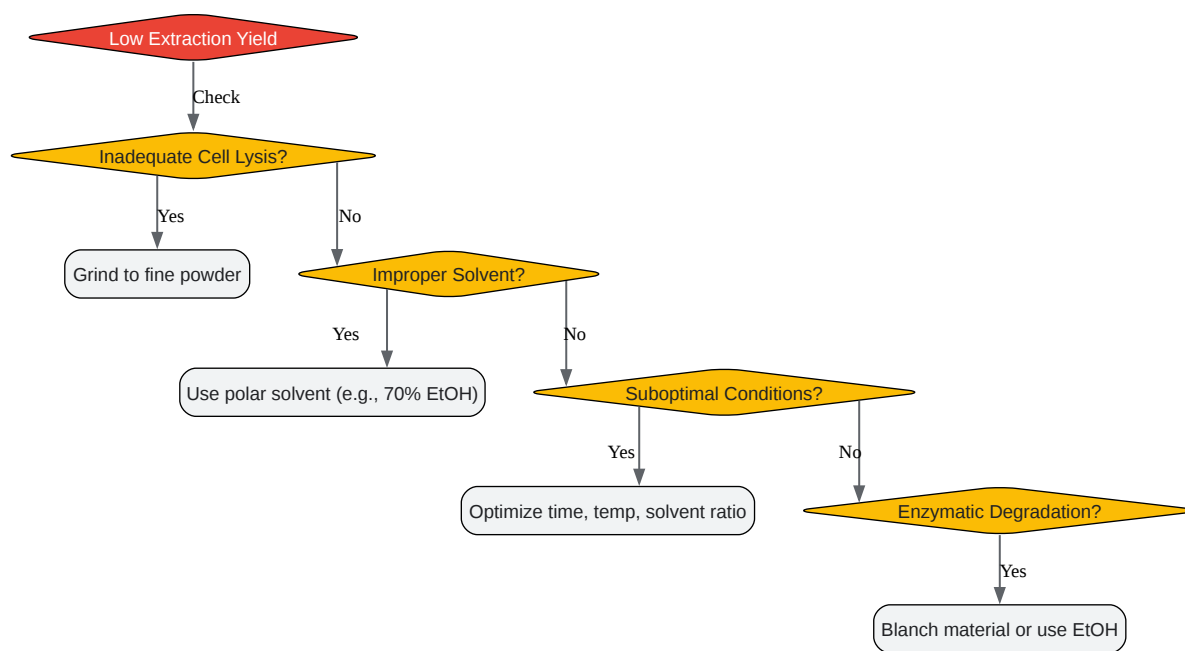 Low Extraction Yield
Check
Inadequate Cell Lysis?
Yes
No
Grind to fine powder
Improper Solvent?
Yes
No
Use polar solvent (e.g., 70% EtOH)
Suboptimal Conditions?
Yes
No
Optimize time, temp, solvent ratio
Enzymatic Degradation?
Yes
Blanch material or use EtOH